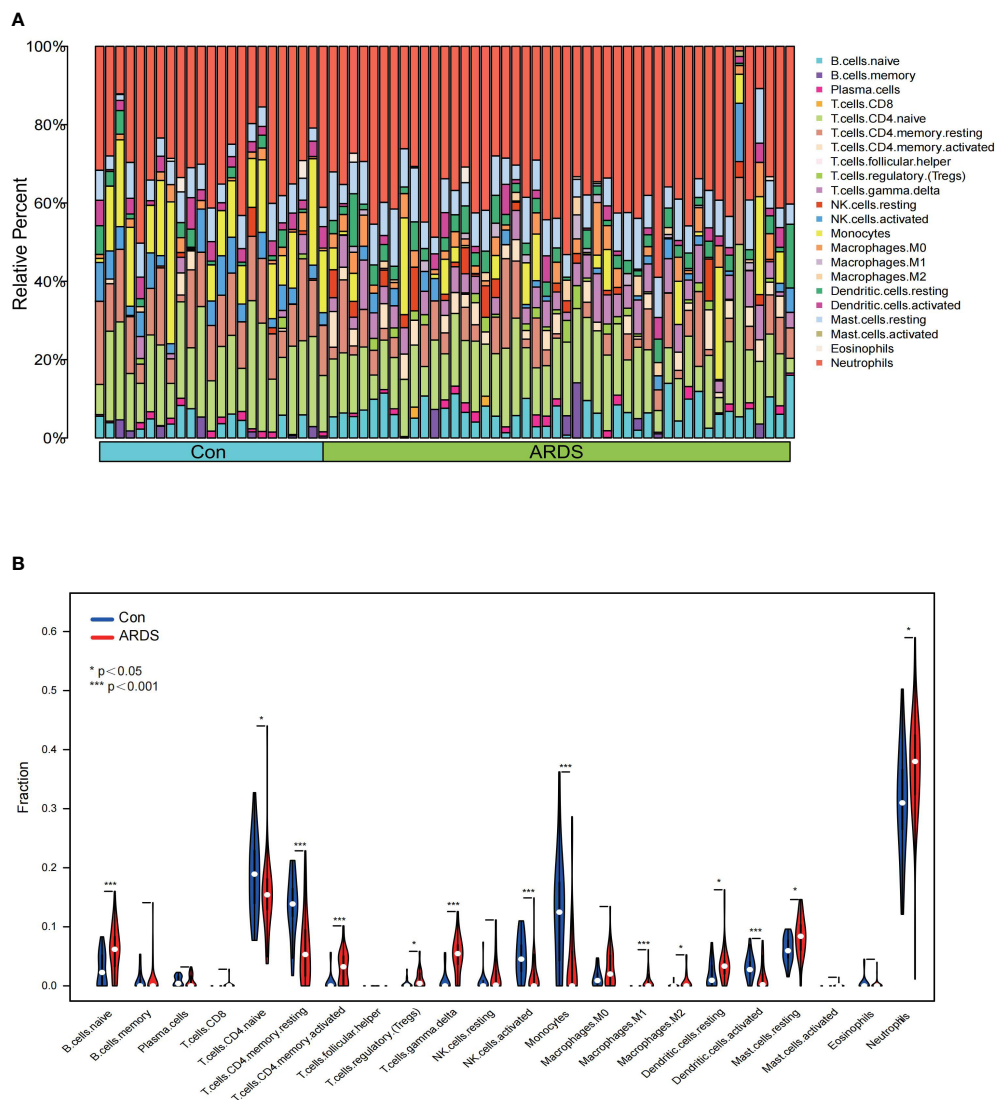 A
100%
80%
60%
40%
20%
0%
Relative Percent
Con
ARDS
B.cells.naive
B.cells.memory
Plasma.cells
T.cells.CD8
T.cells.CD4.naive
T.cells.CD4.memory.resting
T.cells.CD4.memory.activated
T.cells.follicular.helper
T.cells.regulatory.(Tregs)
T.cells.gamma.delta
NK.cells.resting
NK.cells.activated
Monocytes
Macrophages.M0
Macrophages.M1
Macrophages.M2
Dendritic.cells.resting
Dendritic.cells.activated
Mast.cells.resting
Mast.cells.activated
Eosinophils
Neutrophils
B
Con
ARDS
* p<0.05
*** p<0.001
0.6
0.5
0.4
0.3
0.2
0.1
0.0
Fraction
***
*
***
***
*
***
***
***
***
*
*
***
*
*
B.cells.naive
B.cells.memory
Plasma.cells
T.cells.CD8
T.cells.CD4.naive
T.cells.CD4.memory.resting
T.cells.CD4.memory.activated
T.cells.follicular.helper
T.cells.regulatory.(Tregs)
T.cells.gamma.delta
NK.cells.resting
NK.cells.activated
Monocytes
Macrophages.M0
Macrophages.M1
Macrophages.M2
Dendritic.cells.resting
Dendritic.cells.activated
Mast.cells.resting
Mast.cells.activated
Eosinophils
Neutrophils